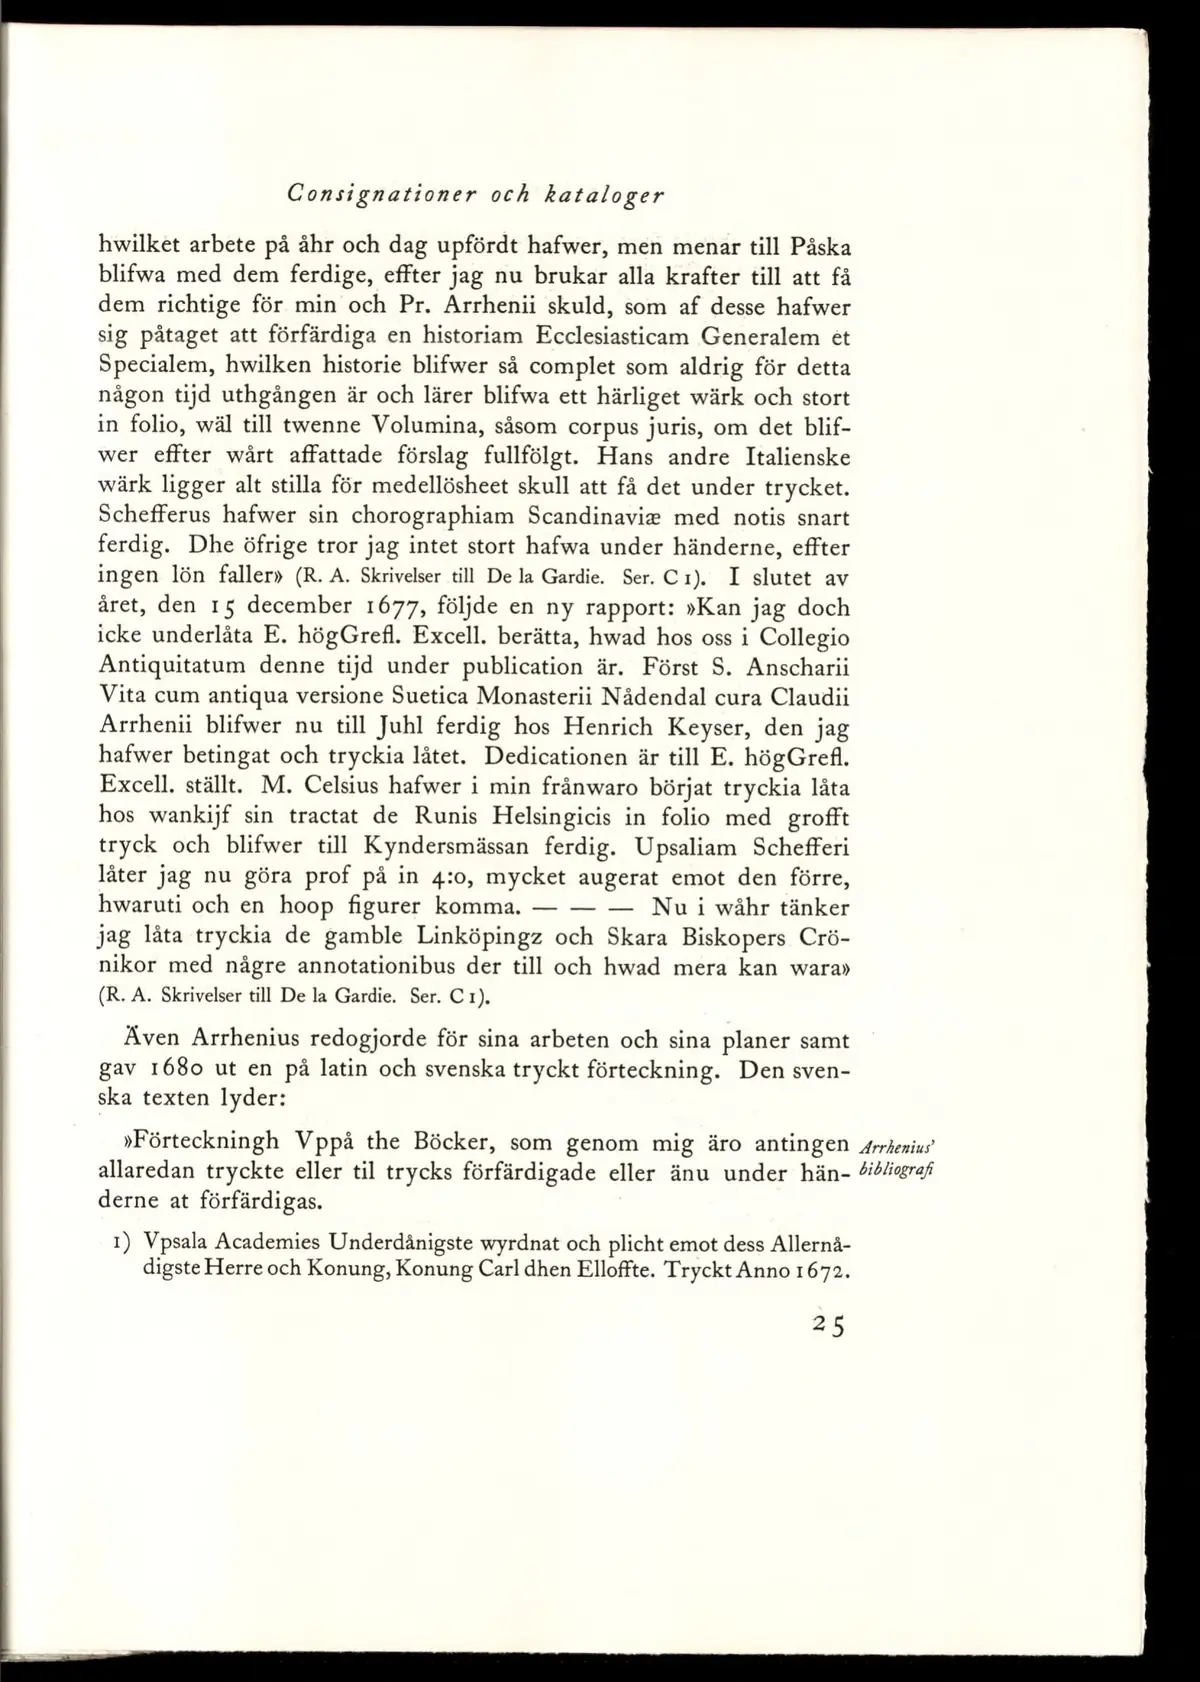 Consignationer och kataloger
hwilket arbete på åhr och dag upfördt hafwer, men menar till Påska
blifwa med dem ferdige, effter jag nu brukar alla krafter till att få
dem richtige för min och Pr. Arrhenii skuld, som af desse hafwer
sig påtaget att förfärdiga en historiam Ecclesiasticam Generalem et
Specialem, hwilken historie blifwer så complet som aldrig för detta
någon tijd uthgången är och lärer blifwa ett härliget wärk och stort
in folio, wäl till twenne Volumina, såsom corpus juris, om det blif-
wer effter wårt affattade förslag fullfölgt. Hans andre Italienske
wärk ligger alt stilla för medellösheet skull att få det under trycket.
Schefferus hafwer sin chorographiam Scandinaviæ med notis snart
ferdig. Dhe öfrige tror jag intet stort hafwa under händerne, effter
ingen lön faller» (R. A. Skrivelser till De la Gardie. Ser. C 1). I slutet av
året, den 15 december 1677, följde en ny rapport: »Kan jag doch
icke underlåta E. högGrefl. Excell. berätta, hwad hos oss i Collegio
Antiquitatum denne tijd under publication är. Först S. Anscharii
Vita cum antiqua versione Suetica Monasterii Nådendal cura Claudii
Arrhenii blifwer nu till Juhl ferdig hos Henrich Keyser, den jag
hafwer betingat och tryckia låtet. Dedicationen är till E. högGrefl.
Excell. ställt. M. Celsius hafwer i min frånwaro börjat tryckia låta
hos wankijf sin tractat de Runis Helsingicis in folio med grofft
tryck och blifwer till Kyndersmässan ferdig. Upsaliam Schefferi
låter jag nu göra prof på in 4:o, mycket augerat emot den förre,
hwaruti och en hoop figurer komma. — — — Nu i wåhr tänker
jag låta tryckia de gamble Linköpingz och Skara Biskopers Crö-
nikor med någre annotationibus der till och hwad mera kan wara»
(R. A. Skrivelser till De la Gardie. Ser. C 1).
Även Arrhenius redogjorde för sina arbeten och sina planer samt
gav 1680 ut en på latin och svenska tryckt förteckning. Den sven-
ska texten lyder:
»Förteckningh Vppå the Böcker, som genom mig äro antingen Arrhenius'
allaredan tryckte eller til trycks förfärdigade eller änu under hän- bibliografi
derne at förfärdigas.
1) Vpsala Academies Underdånigste wyrdnat och plicht emot dess Allernå-
digste Herre och Konung, Konung Carl dhen Elloffte. Tryckt Anno 1672.
25